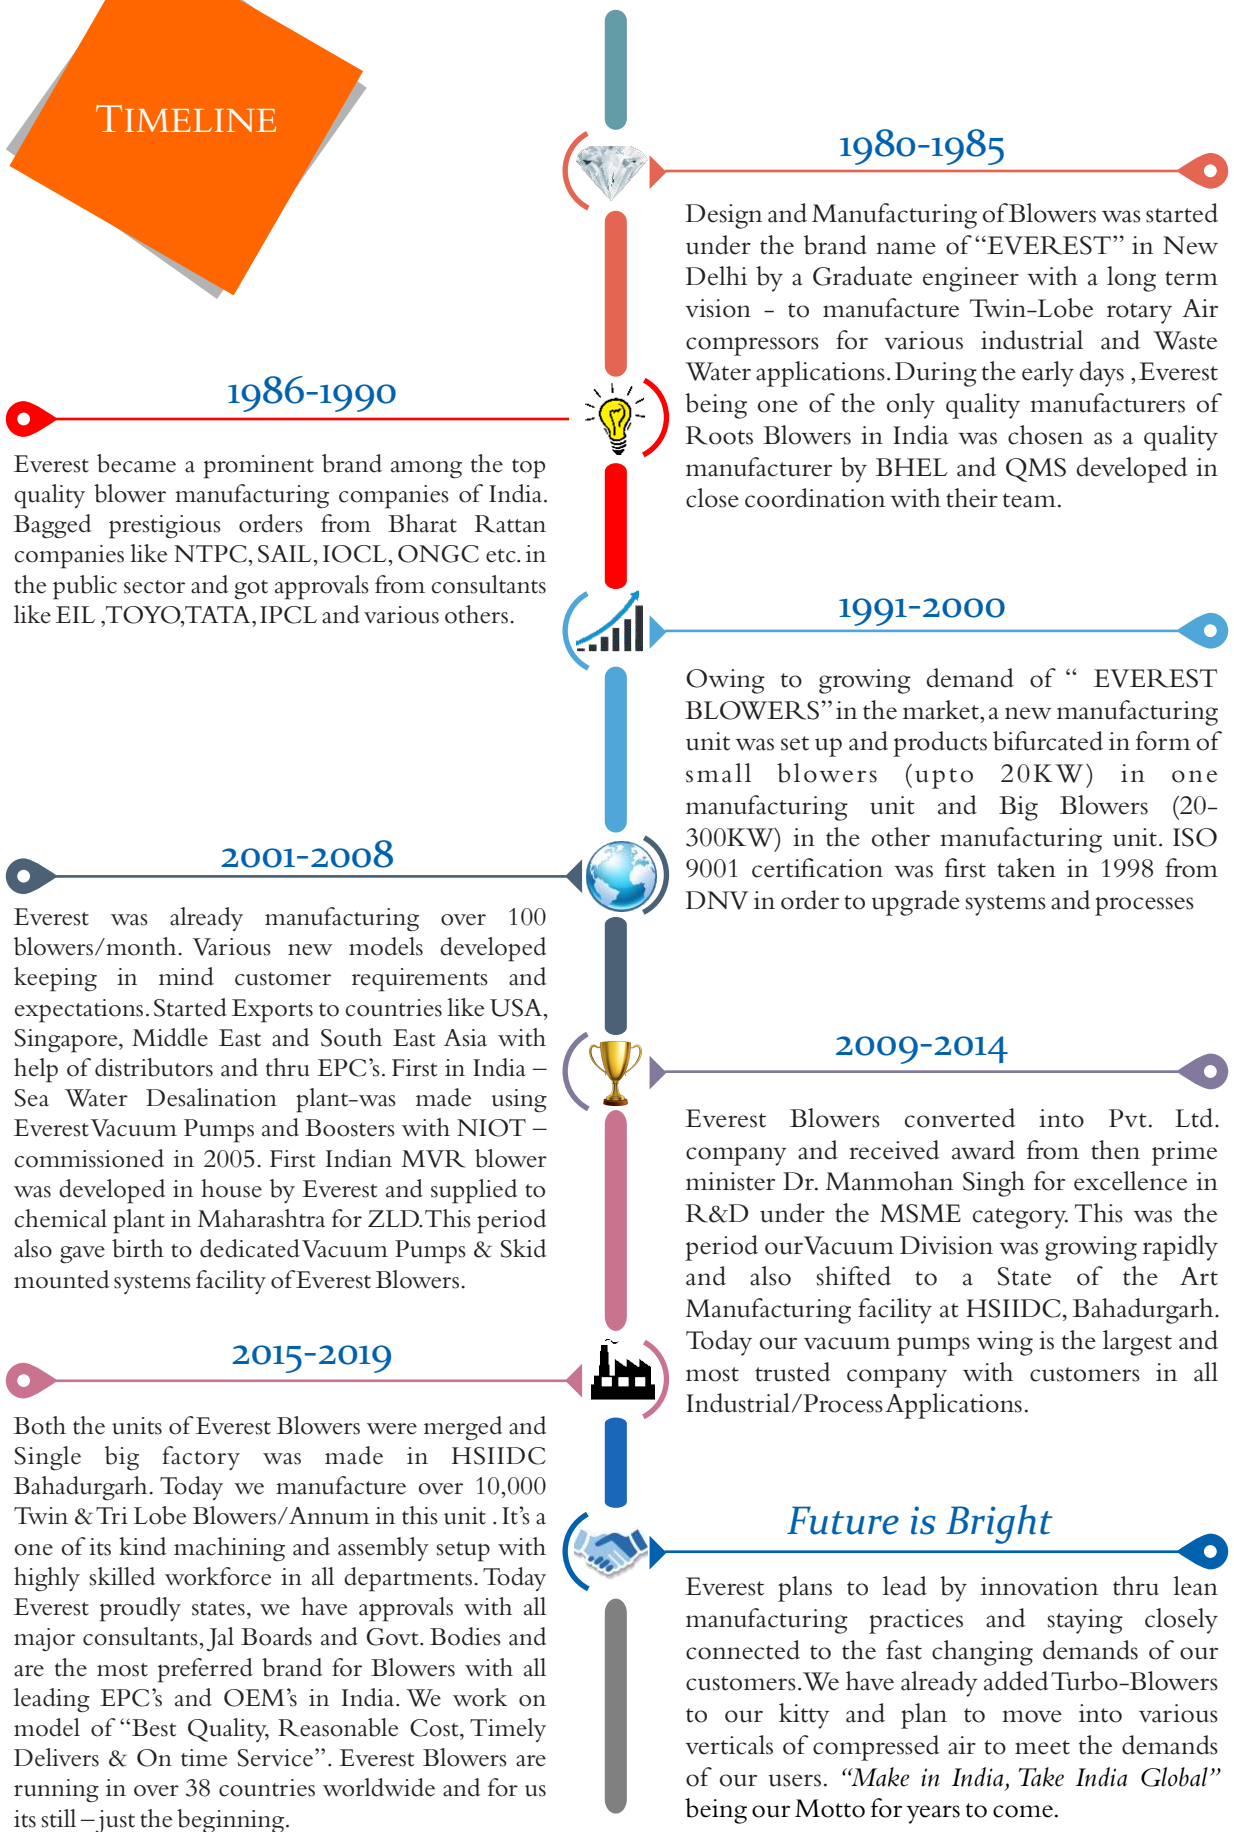 TIMELINE
1980-1985
Design and Manufacturing of Blowers was started
under the brand name of “EVEREST” in New
Delhi by a Graduate engineer with a long term
vision - to manufacture Twin-Lobe rotary Air
compressors for various industrial and Waste
Water applications. During the early days , Everest
being one of the only quality manufacturers of
Roots Blowers in India was chosen as a quality
manufacturer by BHEL and QMS developed in
close coordination with their team.
1986-1990
Everest became a prominent brand among the top
quality blower manufacturing companies of India.
Bagged prestigious orders from Bharat Rattan
companies like NTPC, SAIL, IOCL, ONGC etc. in
the public sector and got approvals from consultants
like EIL ,TOYO,TATA, IPCL and various others.
1991-2000
Owing to growing demand of “ EVEREST
BLOWERS” in the market, a new manufacturing
unit was set up and products bifurcated in form of
small blowers (upto 20KW) in one
manufacturing unit and Big Blowers (20-
300KW) in the other manufacturing unit. ISO
9001 certification was first taken in 1998 from
DNV in order to upgrade systems and processes
2001-2008
Everest was already manufacturing over 100
blowers/month. Various new models developed
keeping in mind customer requirements and
expectations. Started Exports to countries like USA,
Singapore, Middle East and South East Asia with
help of distributors and thru EPC’s. First in India –
Sea Water Desalination plant-was made using
Everest Vacuum Pumps and Boosters with NIOT –
commissioned in 2005. First Indian MVR blower
was developed in house by Everest and supplied to
chemical plant in Maharashtra for ZLD. This period
also gave birth to dedicated Vacuum Pumps & Skid
mounted systems facility of Everest Blowers.
2009-2014
Everest Blowers converted into Pvt. Ltd.
company and received award from then prime
minister Dr. Manmohan Singh for excellence in
R&D under the MSME category. This was the
period our Vacuum Division was growing rapidly
and also shifted to a State of the Art
Manufacturing facility at HSIIDC, Bahadurgarh.
Today our vacuum pumps wing is the largest and
most trusted company with customers in all
Industrial/Process Applications.
2015-2019
Both the units of Everest Blowers were merged and
Single big factory was made in HSIIDC
Bahadurgarh. Today we manufacture over 10,000
Twin & Tri Lobe Blowers/Annum in this unit . It’s a
one of its kind machining and assembly setup with
highly skilled workforce in all departments. Today
Everest proudly states, we have approvals with all
major consultants, Jal Boards and Govt. Bodies and
are the most preferred brand for Blowers with all
leading EPC’s and OEM’s in India. We work on
model of “Best Quality, Reasonable Cost, Timely
Delivers & On time Service”. Everest Blowers are
running in over 38 countries worldwide and for us
its still – just the beginning.
Future is Bright
Everest plans to lead by innovation thru lean
manufacturing practices and staying closely
connected to the fast changing demands of our
customers. We have already added Turbo-Blowers
to our kitty and plan to move into various
verticals of compressed air to meet the demands
of our users. “Make in India, Take India Global”
being our Motto for years to come.